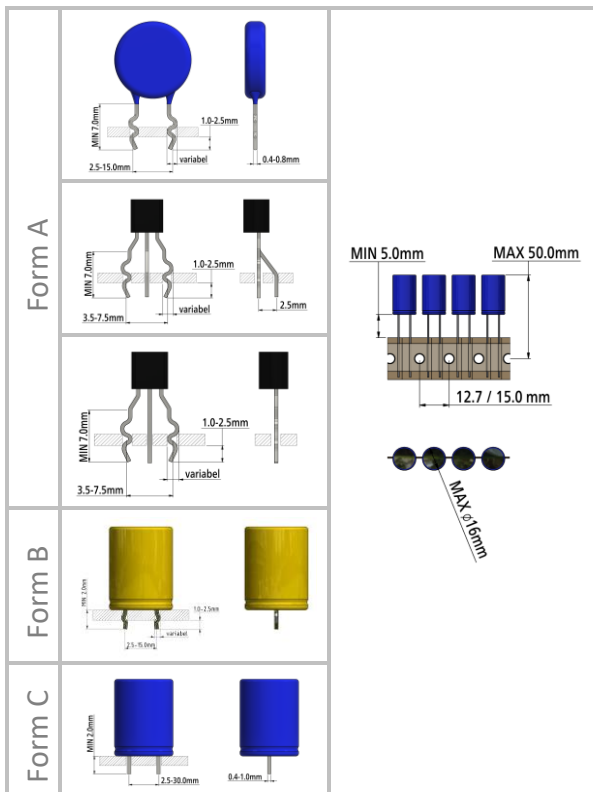 Form A
MIN 7.0mm
1.0-2.5mm
variabel
2.5-15.0mm
0.4-0.8mm
MIN 7.0mm
1.0-2.5mm
variabel
3.5-7.5mm
2.5mm
MIN 7.0mm
1.0-2.5mm
variabel
3.5-7.5mm
Form B
MIN 2.0mm
1.0-2.5mm
2.5-15.0mm
variabel
Form C
MIN 2.0mm
2.5-30.0mm
0.4-1.0mm
MIN 5.0mm
MAX 50.0mm
12.7 / 15.0 mm
MAX ø16mm